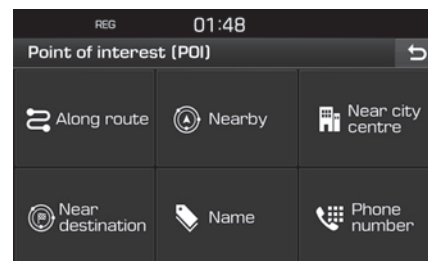 REG 01:48
Point of interest (POI)
Along route
Nearby
Near city
centre
Near
destination
Name
Phone
number